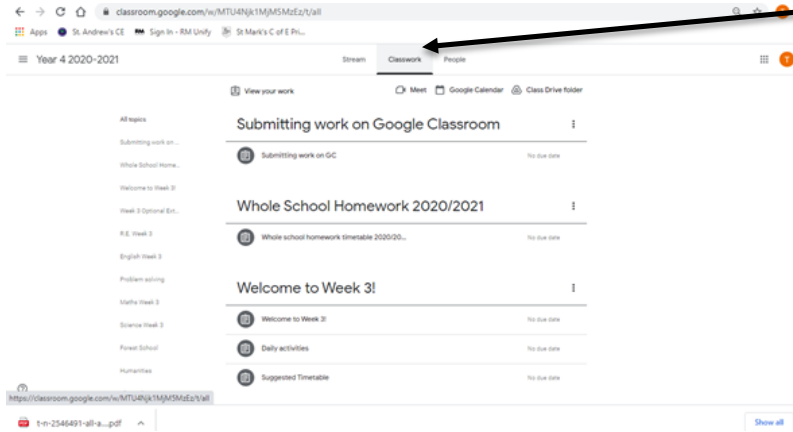 classroom.google.com/w/MTU4Njk1MjM5MzEz/t/all
Apps St. Andrew's CE Sign In - RM Unify St Mark's C of E Pri...
Year 4 2020-2021 Stream Classwork People T
View your work Meet Google Calendar Class Drive folder
All topics
Submitting work on ...
Whole School Home...
Welcome to Week 3!
Week 3 Optional Ext...
R.E. Week 3
English Week 3
Problem solving
Maths Week 3
Science Week 3
Forest School
Humanities
Submitting work on Google Classroom
Submitting work on GC No due date
Whole School Homework 2020/2021
Whole school homework timetable 2020/20... No due date
Welcome to Week 3!
Welcome to Week 3! No due date
Daily activities No due date
Suggested Timetable No due date
https://classroom.google.com/w/MTU4Njk1MjM5MzEz/t/all
t-n-2546491-all-a....pdf Show all